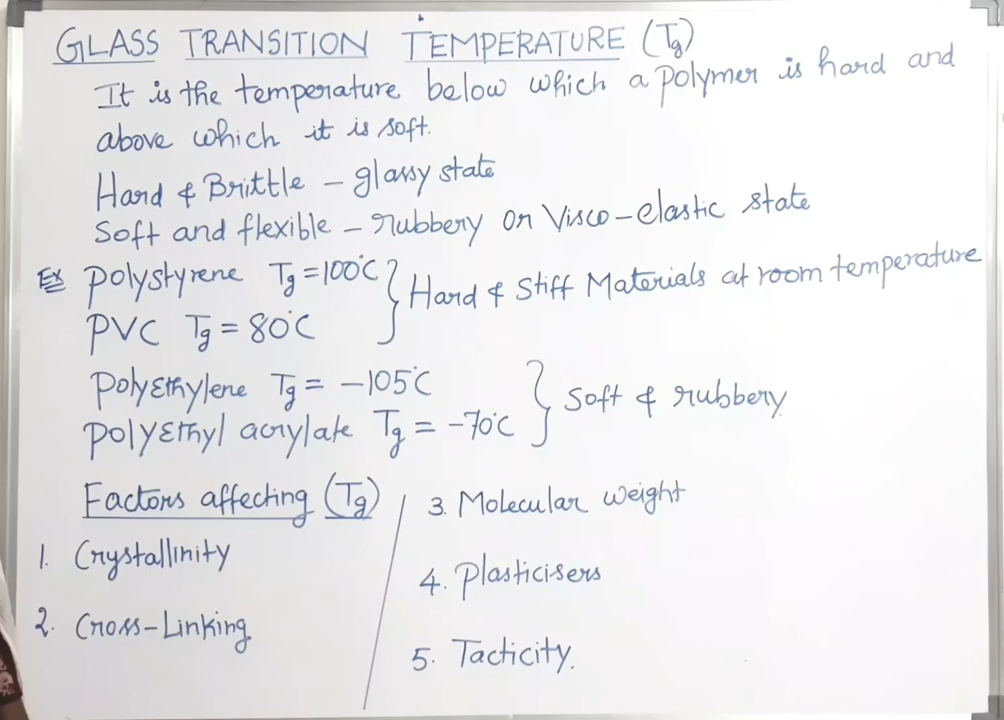 GLASS TRANSITION TEMPERATURE (Tg)
It is the temperature below which a polymer is hard and
above which it is soft.
Hard & Brittle - glassy state
Soft and flexible - rubbery or Visco-elastic state
Ex Polystyrene Tg = 100°C } Hard & Stiff Materials at room temperature
PVC Tg = 80°C
Polyethylene Tg = -105°C } Soft & rubbery
Polyethyl acrylate Tg = -70°C
Factors affecting (Tg)
1. Crystallinity
2. Cross-Linking
3. Molecular weight
4. Plasticisers
5. Tacticity.